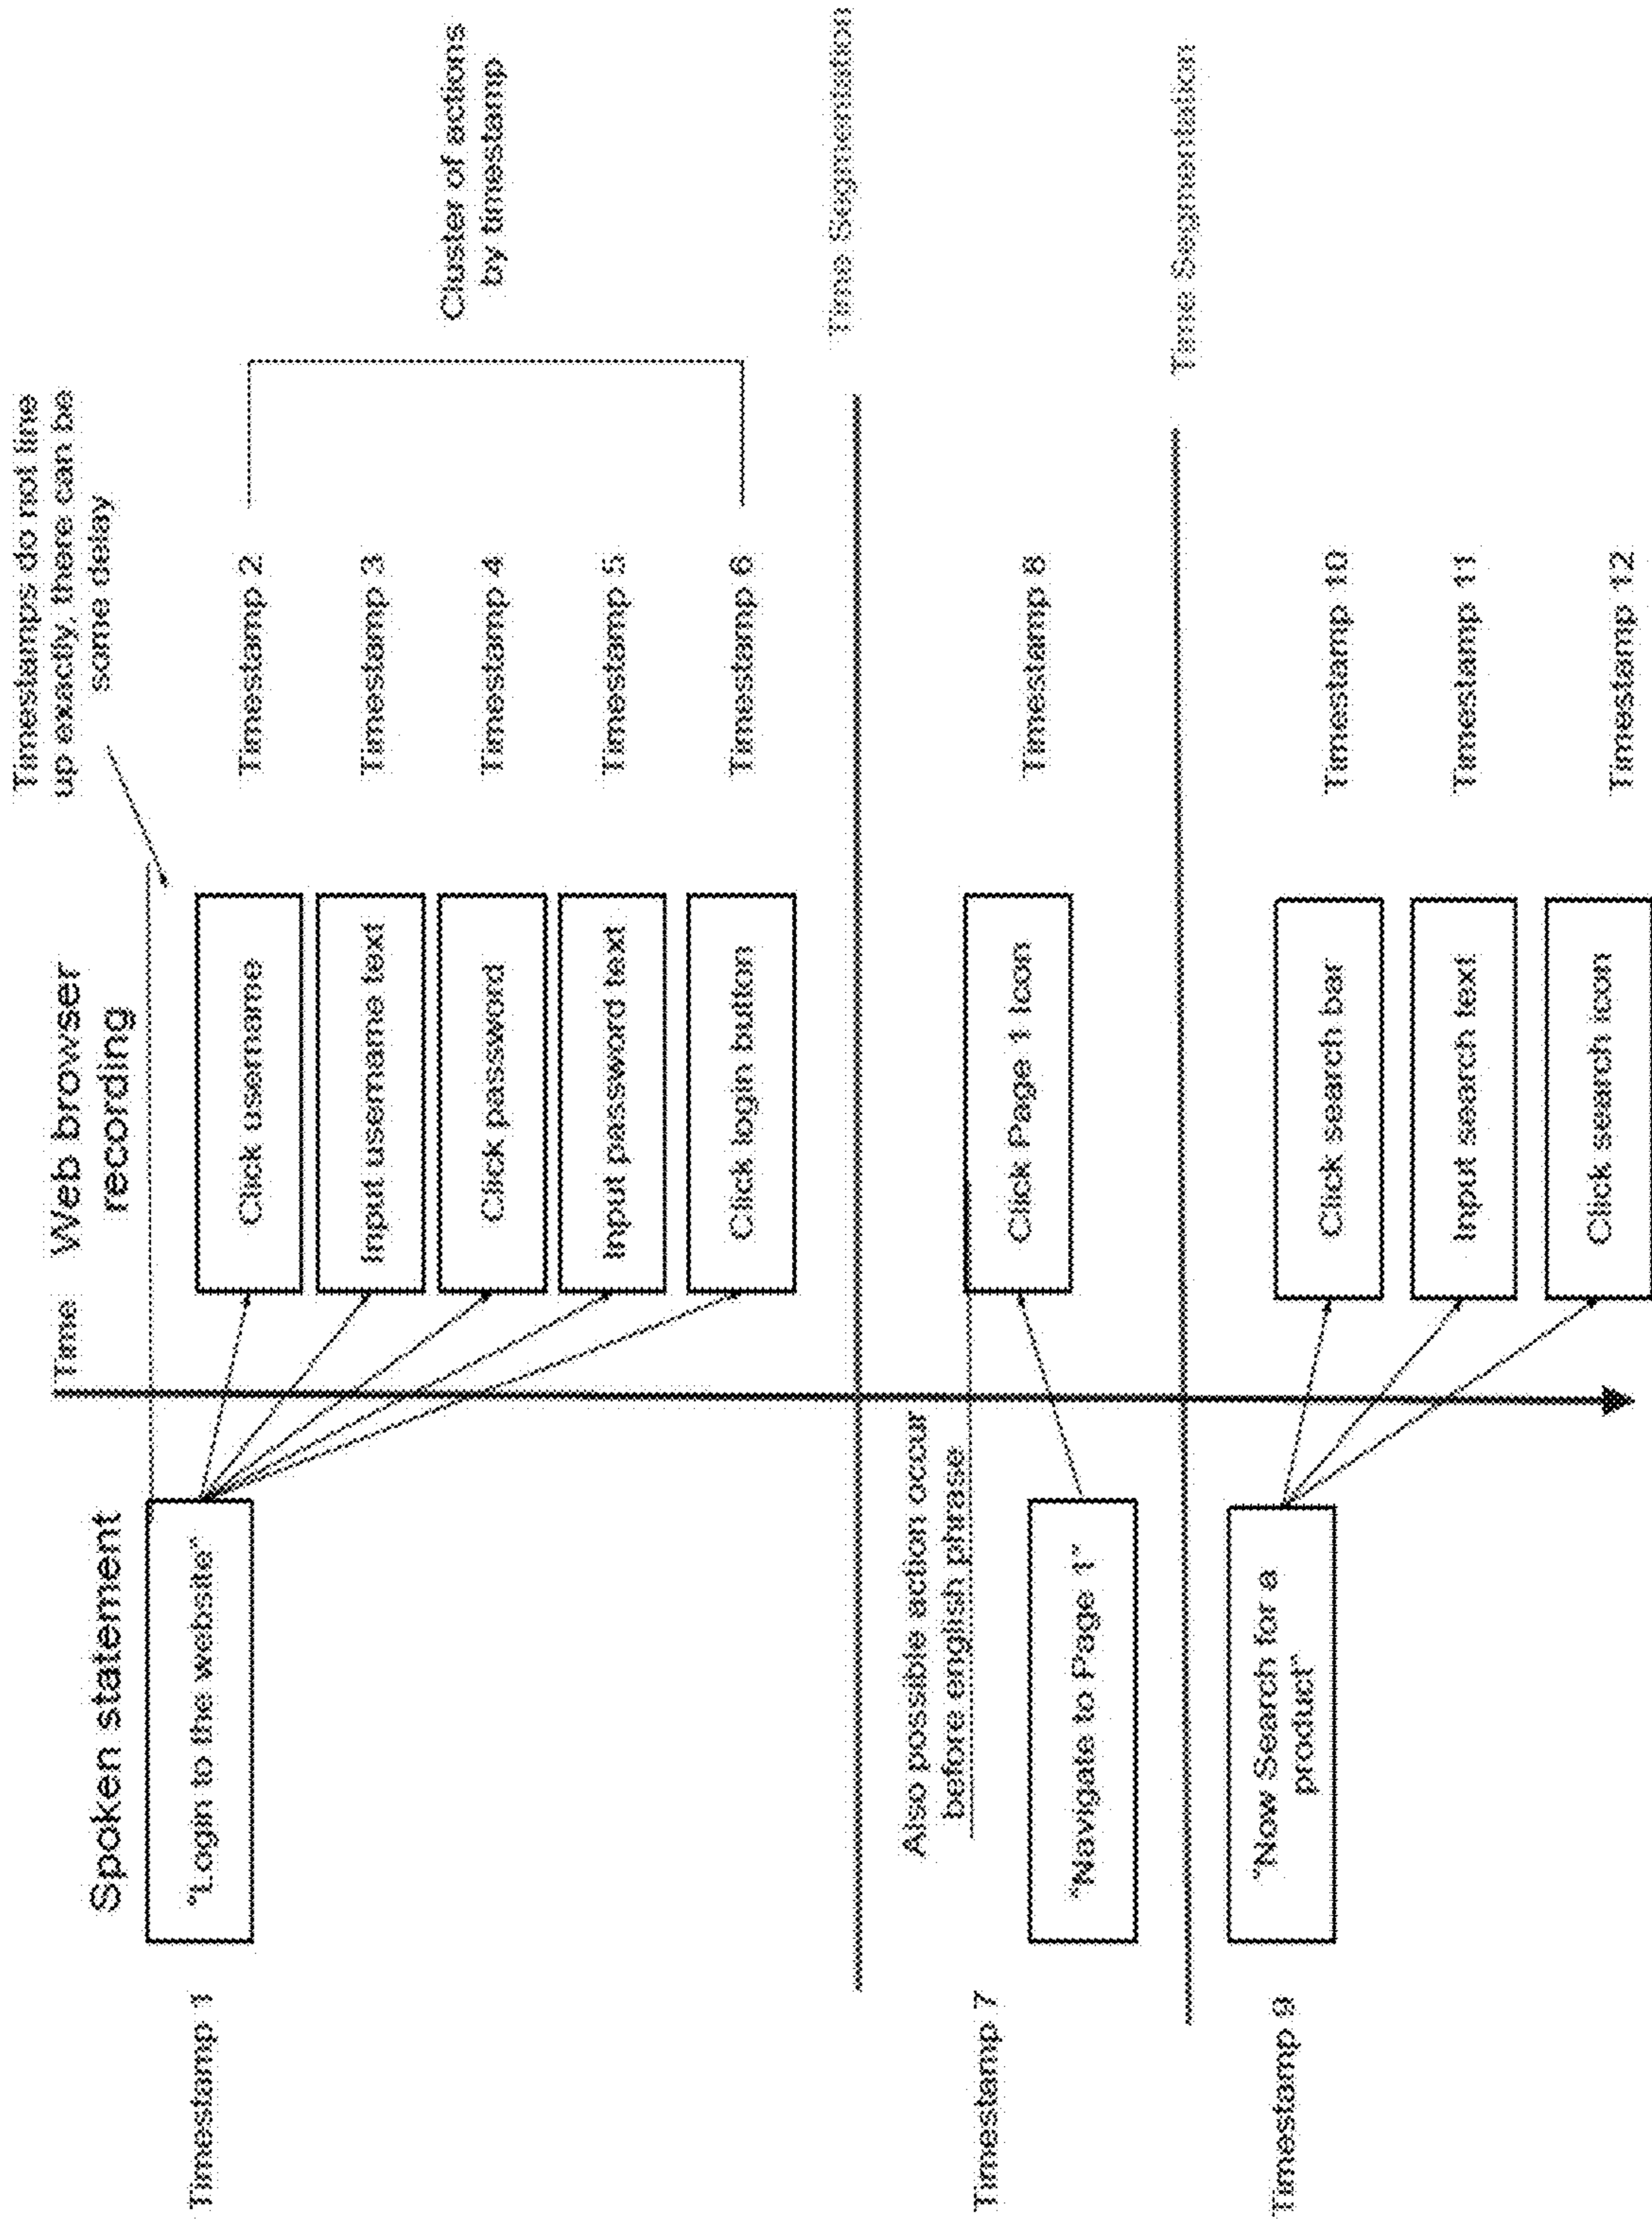 Timestamps do not line
up exactly, there can be
some delay
Time
Web browser
recording
Spoken statement
Timestamp 1
"Login to the website"
Click username
Timestamp 2
Input username text
Timestamp 3
Click password
Timestamp 4
Input password text
Timestamp 5
Click login button
Timestamp 6
Cluster of actions
by timestamp
Time Segmentation
Also possible action occur
before english phrase
Timestamp 7
"Navigate to Page 1"
Click Page 1 Icon
Timestamp 8
Time Segmentation
Timestamp 9
"Now Search for a
product"
Click search bar
Timestamp 10
Input search text
Timestamp 11
Click search icon
Timestamp 12